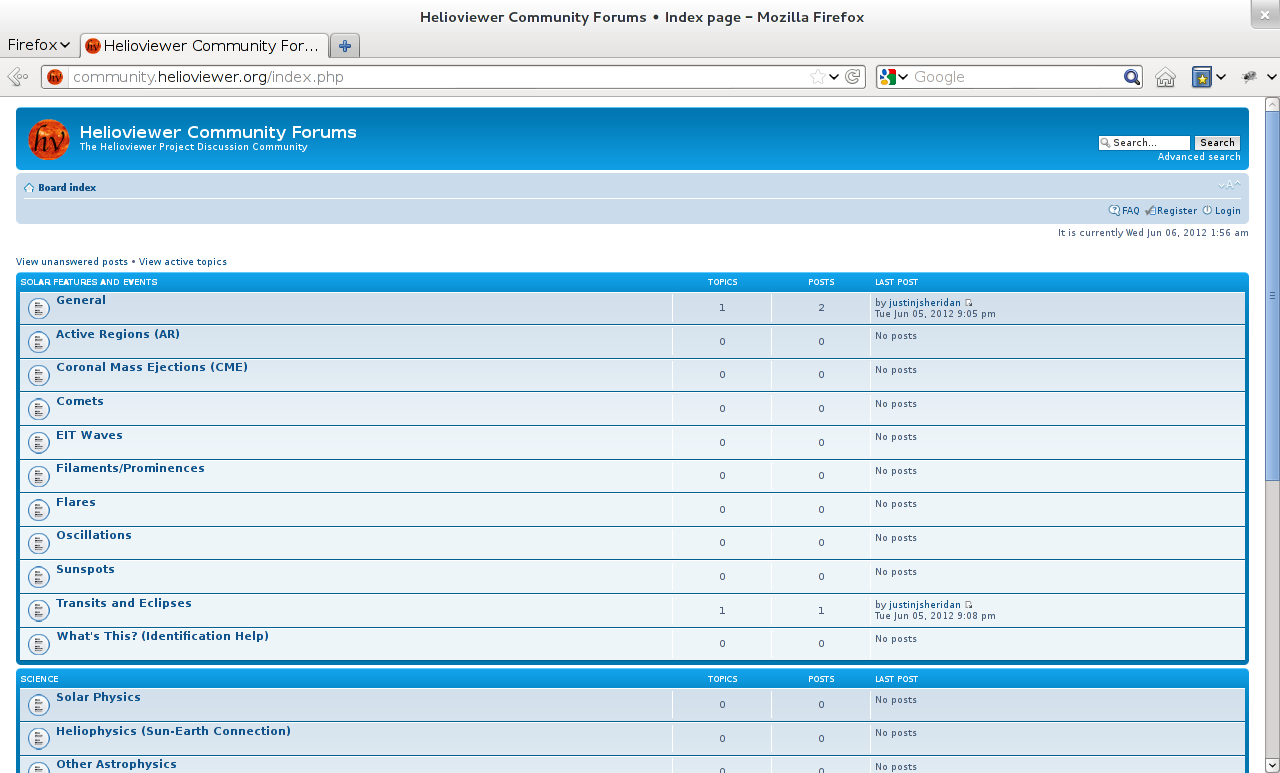 Helioviewer Community Forums • Index page - Mozilla Firefox
Firefox
Helioviewer Community For...
community.helioviewer.org/index.php
Google
hv
Helioviewer Community Forums
The Helioviewer Project Discussion Community
Search...
Search
Advanced search
Board index
A
FAQ Register Login
It is currently Wed Jun 06, 2012 1:56 am
View unanswered posts • View active topics
SOLAR FEATURES AND EVENTS TOPICS POSTS LAST POST
General 1 2 by justinjsheridan
Tue Jun 05, 2012 9:05 pm
Active Regions (AR) 0 0 No posts
Coronal Mass Ejections (CME) 0 0 No posts
Comets 0 0 No posts
EIT Waves 0 0 No posts
Filaments/Prominences 0 0 No posts
Flares 0 0 No posts
Oscillations 0 0 No posts
Sunspots 0 0 No posts
Transits and Eclipses 1 1 by justinjsheridan
Tue Jun 05, 2012 9:08 pm
What's This? (Identification Help) 0 0 No posts
SCIENCE TOPICS POSTS LAST POST
Solar Physics 0 0 No posts
Heliophysics (Sun-Earth Connection) 0 0 No posts
Other Astrophysics 0 0 No posts